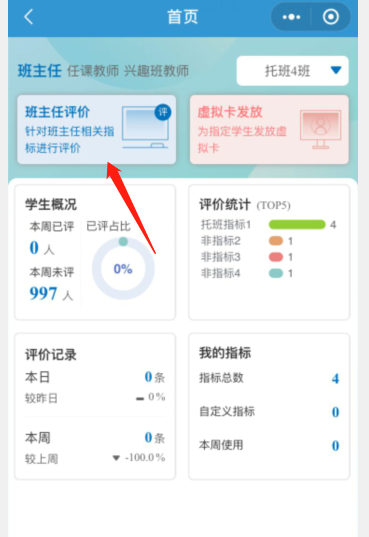 首页
班主任 任课教师 兴趣班教师
托班4班
班主任评价
评
针对班主任相关指
标进行评价
虚拟卡发放
为指定学生发放虚
拟卡
学生概况
本周已评
0 人
本周未评
997 人
已评占比
0%
评价统计 (TOP5)
托班指标1 4
非指标2 1
非指标3 1
非指标4 1
评价记录
本日 0 条
较昨日 0%
本周 0 条
较上周 -100.0%
我的指标
指标总数 4
自定义指标 0
本周使用 0